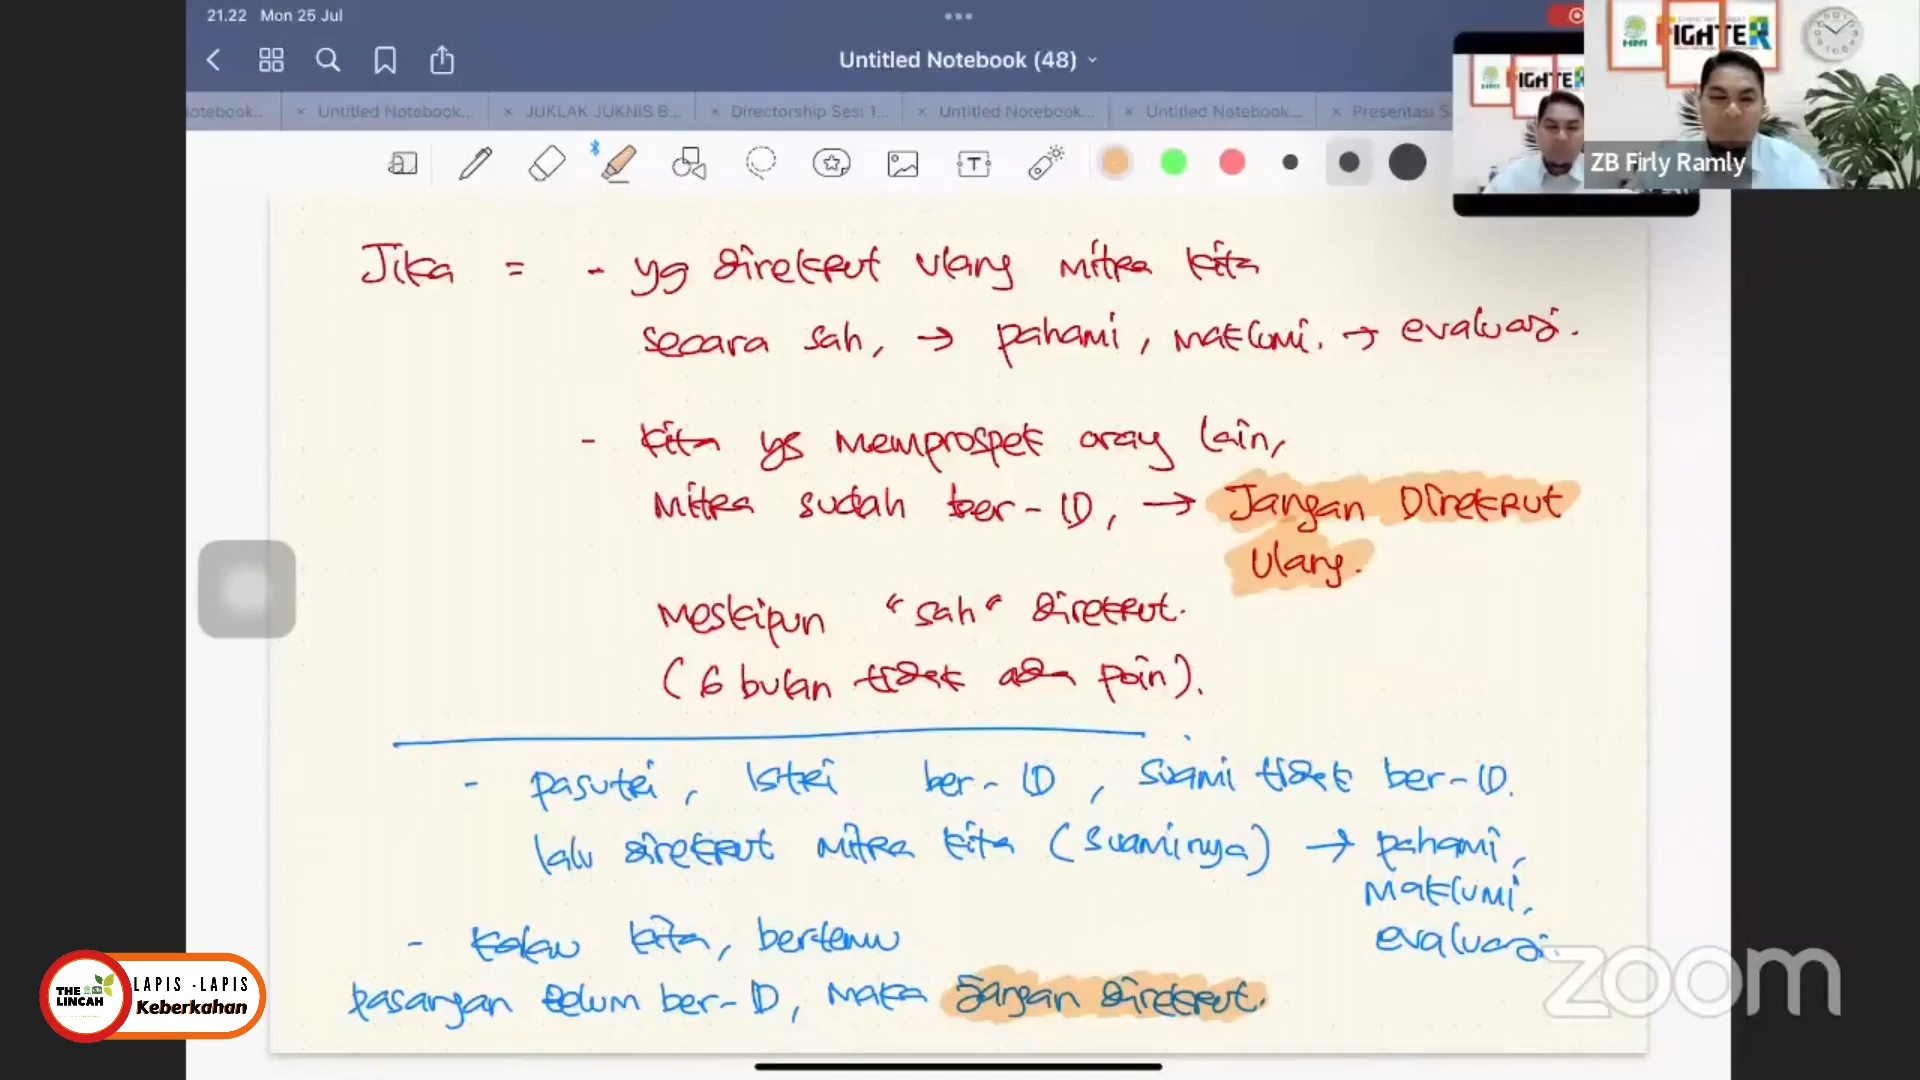 21.22 Mon 25 Jul
Untitled Notebook (48)
otebook...
× Untitled Notebook...
× JUKLAK JUKNIS B...
× Directorship Sesi 1...
× Untitled Notebook...
× Untitled Notebook...
× Presentasi S
HNI FIGHTER
ZB Firly Ramly
Jika = - yg direkrut ulang mitra kita
secara sah, → pahami, maklumi. → evaluasi.
- kita yg memprospek orang lain,
mitra sudah ber-ID, → Jangan Direkrut
Ulang.
Meskipun "sah" direkrut.
(6 bulan tidak ada poin).
- pasutri, Istri ber-ID, suami tidak ber-ID.
lalu direkrut mitra kita (suaminya) → pahami,
maklumi,
evaluasi.
- kalau kita, bertemu
pasangan belum ber-ID, maka Jangan direkrut.
THE LINCAH
LAPIS -LAPIS
Keberkahan
zoom